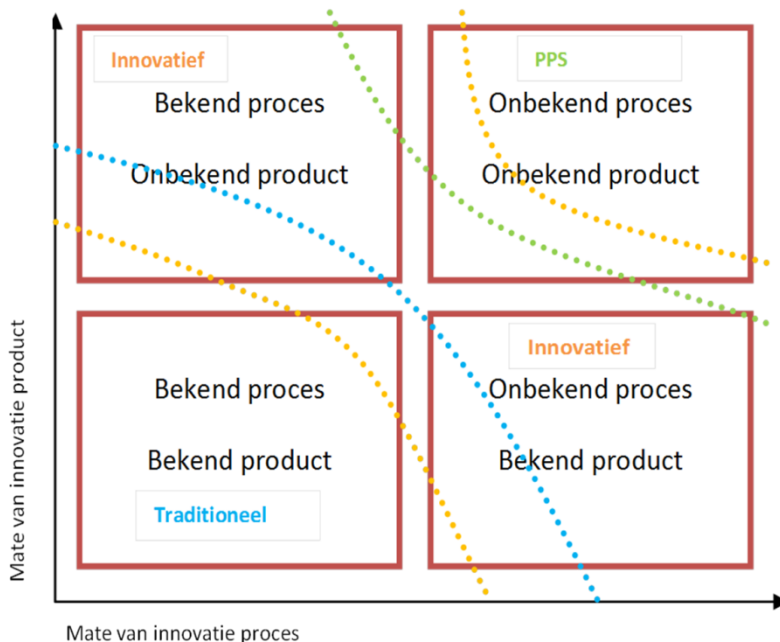 Innovatief
Bekend proces
Onbekend product
PPS
Onbekend proces
Onbekend product
Bekend proces
Bekend product
Traditioneel
Innovatief
Onbekend proces
Bekend product
Mate van innovatie product
Mate van innovatie proces